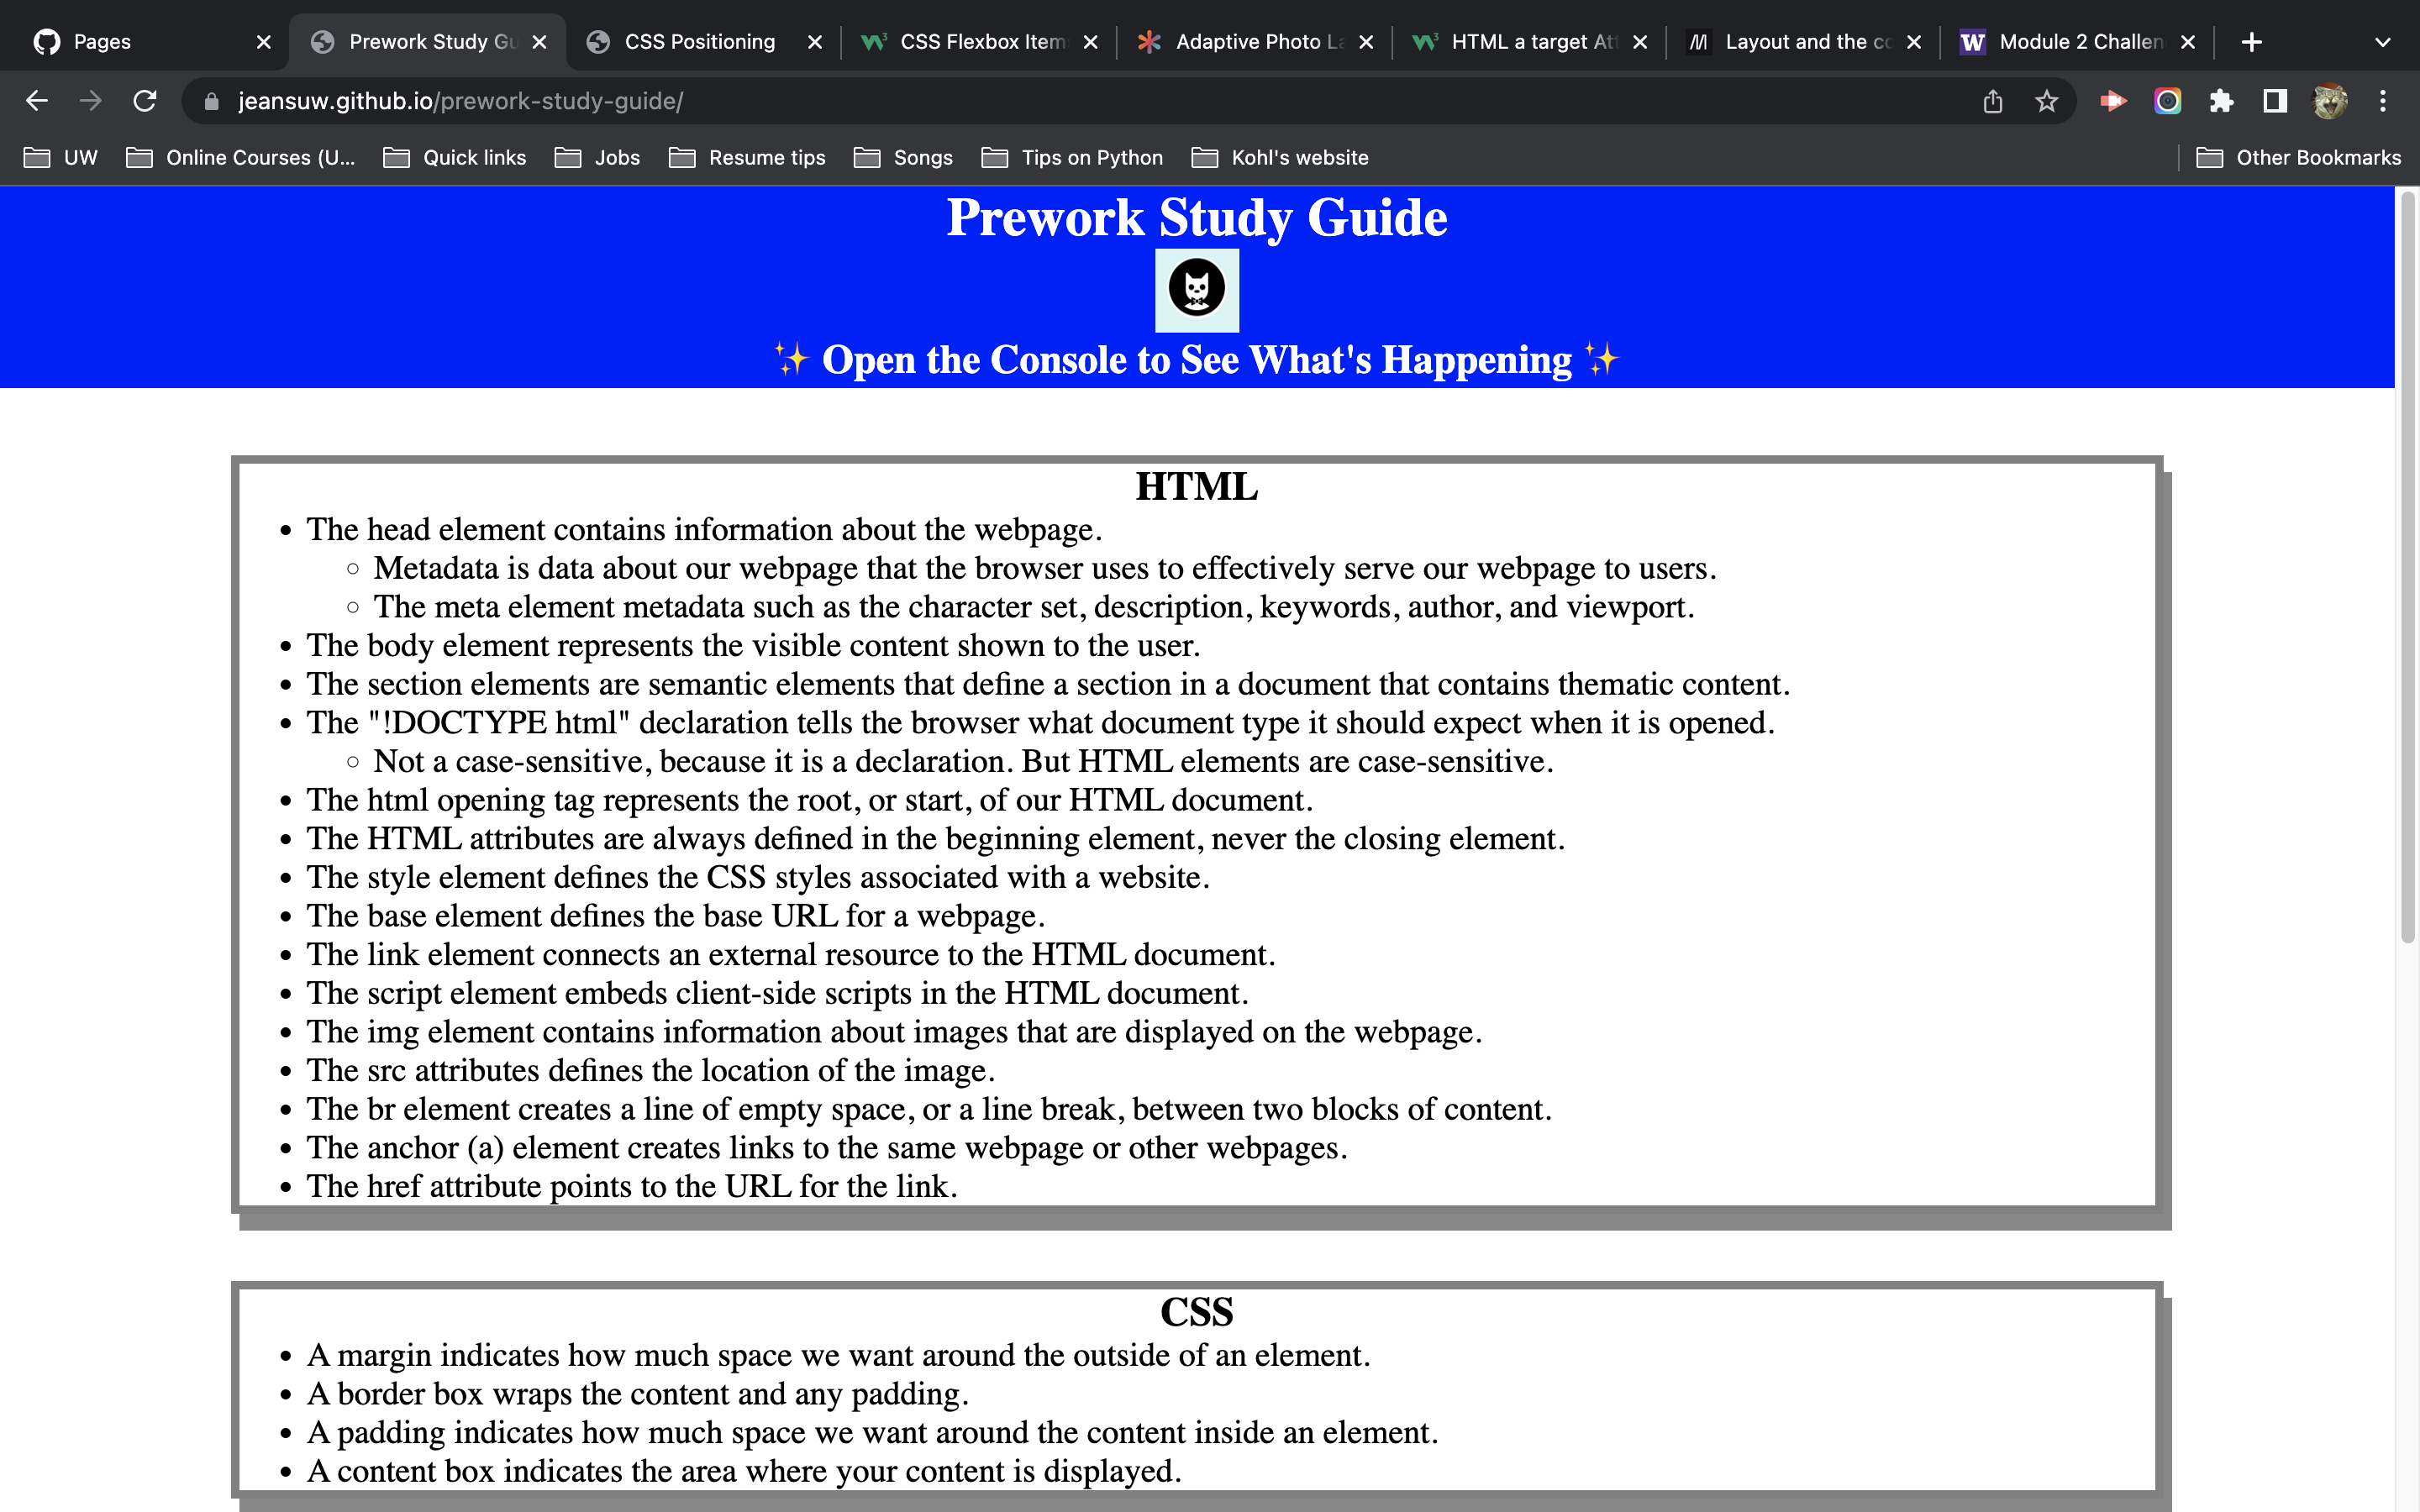 Pages
Prework Study Gu
CSS Positioning
CSS Flexbox Item
Adaptive Photo La
HTML a target Att
Layout and the co
Module 2 Challen
jeansuw.github.io/prework-study-guide/
UW
Online Courses (U...
Quick links
Jobs
Resume tips
Songs
Tips on Python
Kohl's website
Other Bookmarks
Prework Study Guide
✨ Open the Console to See What's Happening ✨
HTML
• The head element contains information about the webpage.
◦ Metadata is data about our webpage that the browser uses to effectively serve our webpage to users.
◦ The meta element metadata such as the character set, description, keywords, author, and viewport.
• The body element represents the visible content shown to the user.
• The section elements are semantic elements that define a section in a document that contains thematic content.
• The "!DOCTYPE html" declaration tells the browser what document type it should expect when it is opened.
◦ Not a case-sensitive, because it is a declaration. But HTML elements are case-sensitive.
• The html opening tag represents the root, or start, of our HTML document.
• The HTML attributes are always defined in the beginning element, never the closing element.
• The style element defines the CSS styles associated with a website.
• The base element defines the base URL for a webpage.
• The link element connects an external resource to the HTML document.
• The script element embeds client-side scripts in the HTML document.
• The img element contains information about images that are displayed on the webpage.
• The src attributes defines the location of the image.
• The br element creates a line of empty space, or a line break, between two blocks of content.
• The anchor (a) element creates links to the same webpage or other webpages.
• The href attribute points to the URL for the link.
CSS
• A margin indicates how much space we want around the outside of an element.
• A border box wraps the content and any padding.
• A padding indicates how much space we want around the content inside an element.
• A content box indicates the area where your content is displayed.